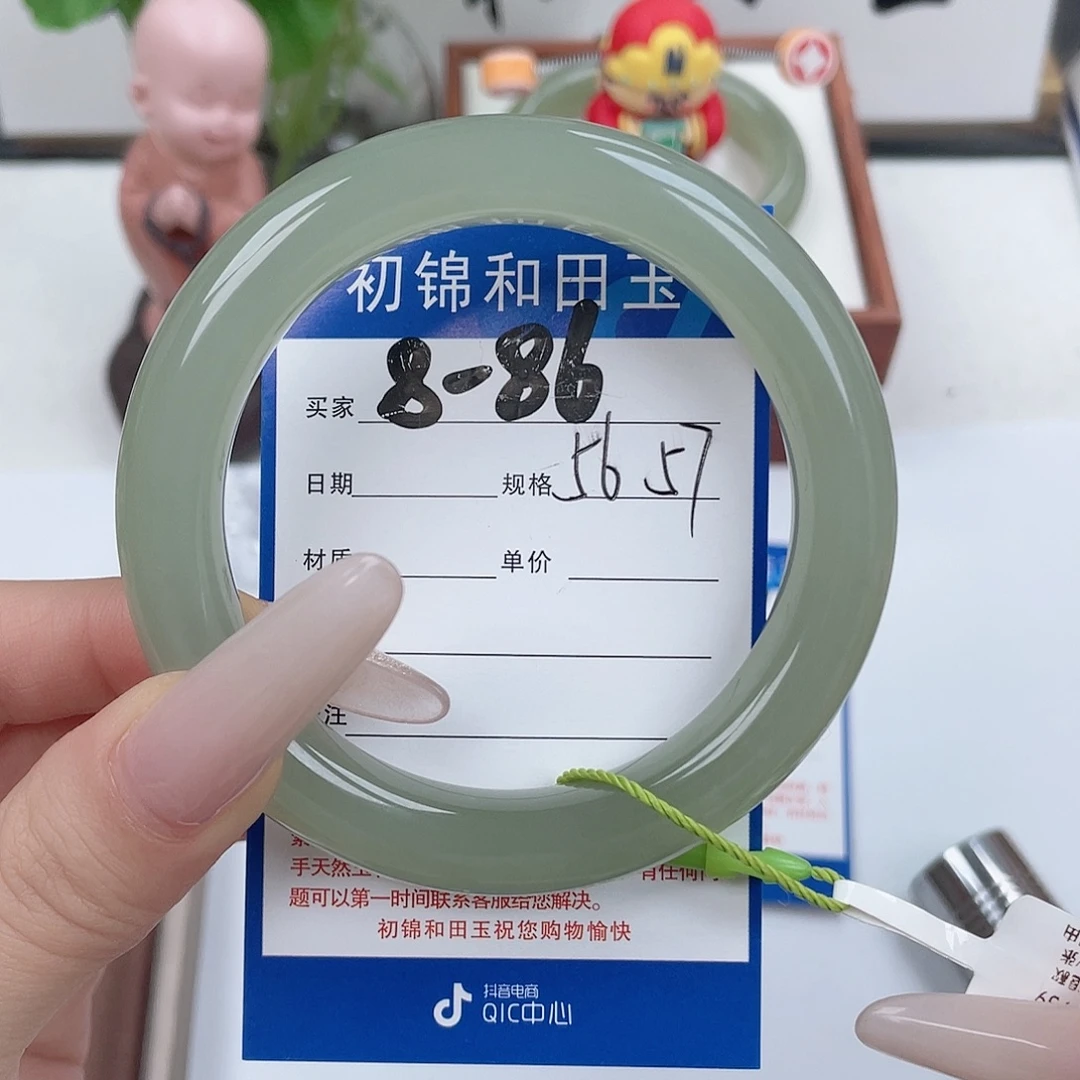 初锦和田玉
买家 8-86
日期 规格 56 57
材质 单价
注
手天然玉 有任何问
题可以第一时间联系客服给您解决。
初锦和田玉祝您购物愉快
抖音电商
QIC中心